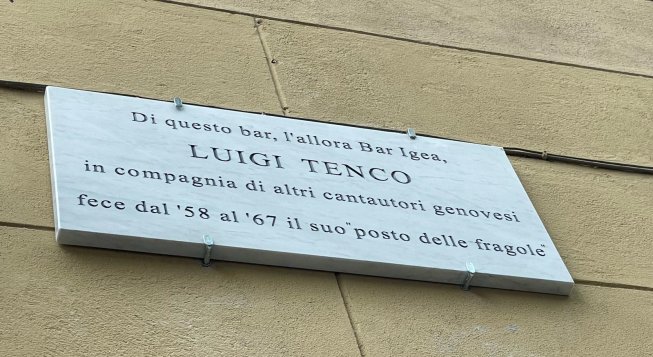 Di questo bar, l'allora Bar Igea,
LUIGI TENCO
in compagnia di altri cantautori genovesi
fece dal '58 al '67 il suo "posto delle fragole"